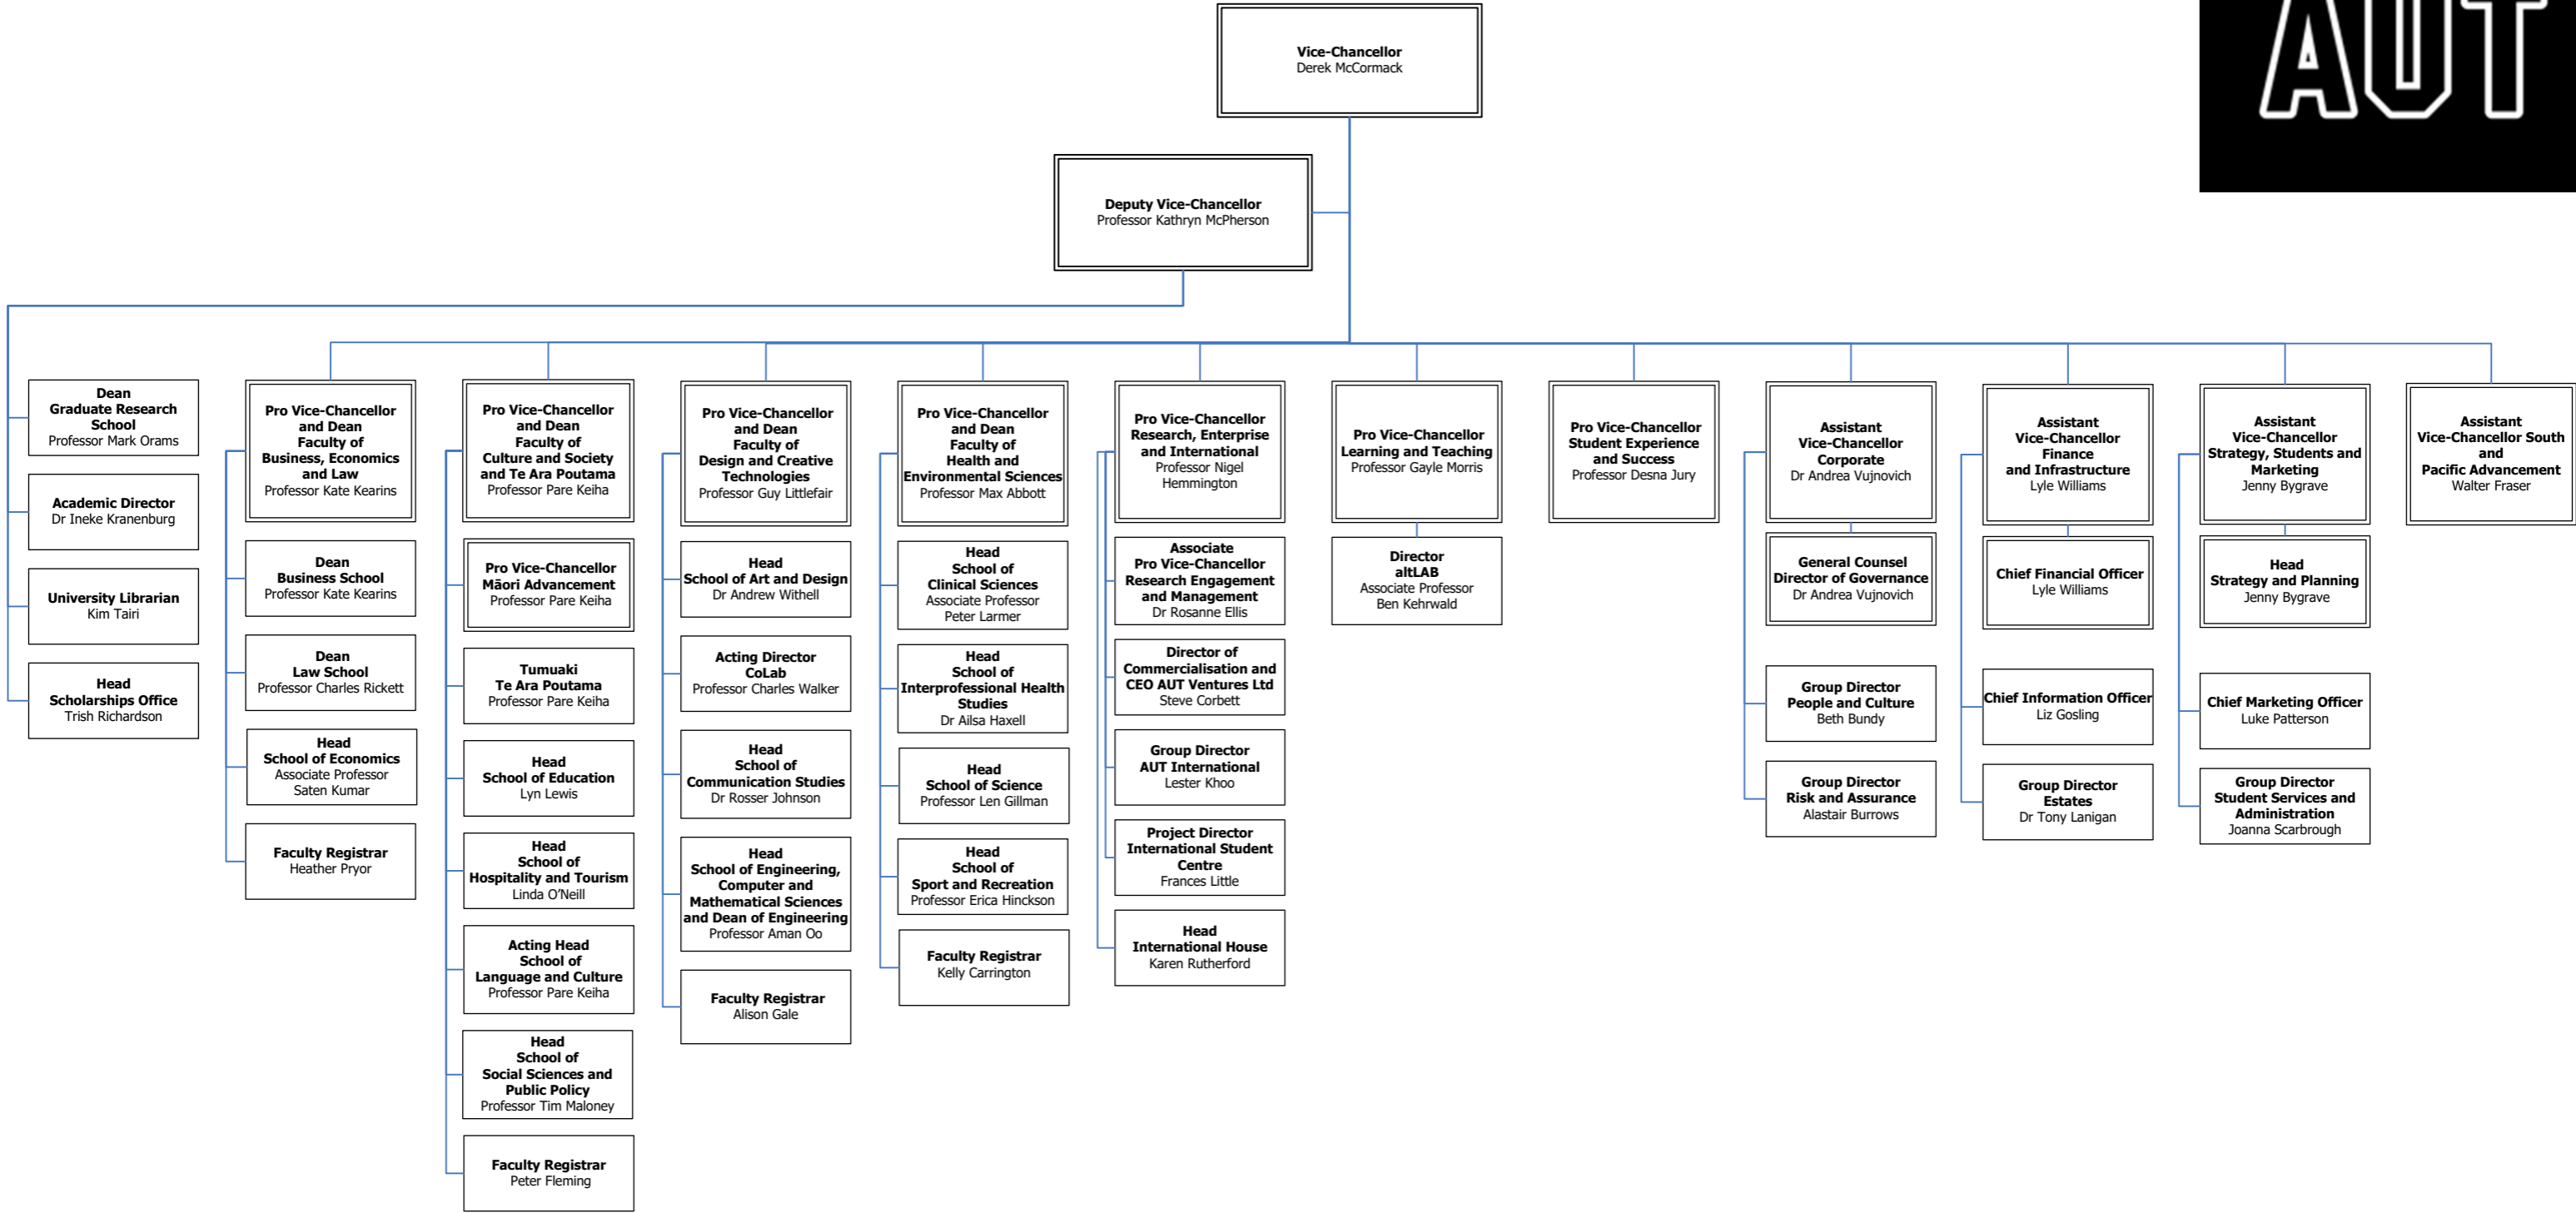 AUT
Vice-Chancellor
Derek McCormack
Deputy Vice-Chancellor
Professor Kathryn McPherson
Dean
Graduate Research
School
Professor Mark Orams
Academic Director
Dr Ineke Kranenburg
University Librarian
Kim Tairi
Head
Scholarships Office
Trish Richardson
Pro Vice-Chancellor
and Dean
Faculty of
Business, Economics
and Law
Professor Kate Kearins
Dean
Business School
Professor Kate Kearins
Dean
Law School
Professor Charles Rickett
Head
School of Economics
Associate Professor
Saten Kumar
Faculty Registrar
Heather Pryor
Pro Vice-Chancellor
and Dean
Faculty of
Culture and Society
and Te Ara Poutama
Professor Pare Keiha
Pro Vice-Chancellor
Māori Advancement
Professor Pare Keiha
Tumuaki
Te Ara Poutama
Professor Pare Keiha
Head
School of Education
Lyn Lewis
Head
School of
Hospitality and Tourism
Linda O'Neill
Acting Head
School of
Language and Culture
Professor Pare Keiha
Head
School of
Social Sciences and
Public Policy
Professor Tim Maloney
Faculty Registrar
Peter Fleming
Pro Vice-Chancellor
and Dean
Faculty of
Design and Creative
Technologies
Professor Guy Littlefair
Head
School of Art and Design
Dr Andrew Withell
Acting Director
CoLab
Professor Charles Walker
Head
School of
Communication Studies
Dr Rosser Johnson
Head
School of Engineering,
Computer and
Mathematical Sciences
and Dean of Engineering
Professor Aman Oo
Faculty Registrar
Alison Gale
Pro Vice-Chancellor
and Dean
Faculty of
Health and
Environmental Sciences
Professor Max Abbott
Head
School of
Clinical Sciences
Associate Professor
Peter Larmer
Head
School of
Interprofessional Health
Studies
Dr Ailsa Haxell
Head
School of Science
Professor Len Gillman
Head
School of
Sport and Recreation
Professor Erica Hinckson
Faculty Registrar
Kelly Carrington
Pro Vice-Chancellor
Research, Enterprise
and International
Professor Nigel
Hemmington
Associate
Pro Vice-Chancellor
Research Engagement
and Management
Dr Rosanne Ellis
Director of
Commercialisation and
CEO AUT Ventures Ltd
Steve Corbett
Group Director
AUT International
Lester Khoo
Project Director
International Student
Centre
Frances Little
Head
International House
Karen Rutherford
Pro Vice-Chancellor
Learning and Teaching
Professor Gayle Morris
Director
altLAB
Associate Professor
Ben Kehrwald
Pro Vice-Chancellor
Student Experience
and Success
Professor Desna Jury
Assistant
Vice-Chancellor
Corporate
Dr Andrea Vujnovich
General Counsel
Director of Governance
Dr Andrea Vujnovich
Group Director
People and Culture
Beth Bundy
Group Director
Risk and Assurance
Alastair Burrows
Assistant
Vice-Chancellor
Finance
and Infrastructure
Lyle Williams
Chief Financial Officer
Lyle Williams
Chief Information Officer
Liz Gosling
Group Director
Estates
Dr Tony Lanigan
Assistant
Vice-Chancellor
Strategy, Students and
Marketing
Jenny Bygrave
Head
Strategy and Planning
Jenny Bygrave
Chief Marketing Officer
Luke Patterson
Group Director
Student Services and
Administration
Joanna Scarbrough
Assistant
Vice-Chancellor South
and
Pacific Advancement
Walter Fraser